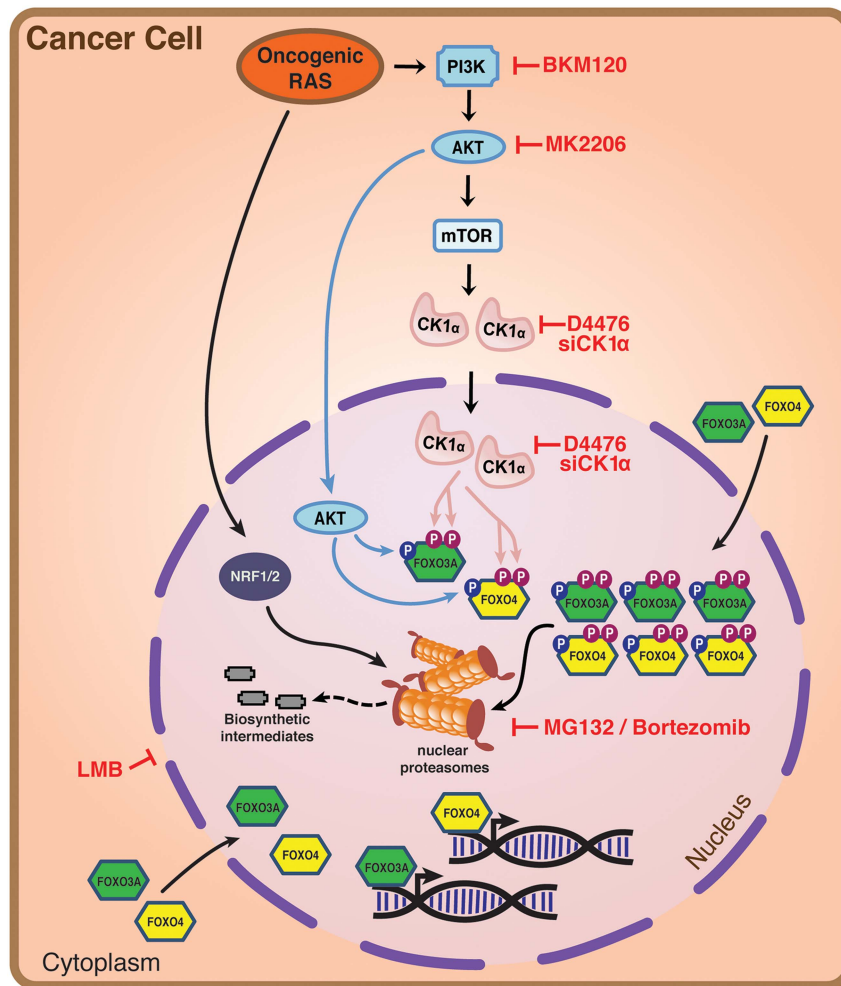 Cancer Cell
Oncogenic
RAS
PI3K
BKM120
AKT
MK2206
mTOR
CK1α
CK1α
D4476
siCK1α
CK1α
CK1α
D4476
siCK1α
FOXO3A
FOXO4
AKT
P
P
P
FOXO3A
P
P
P
FOXO4
NRF1/2
P
P
P
FOXO3A
P
P
P
FOXO3A
P
P
P
FOXO3A
P
P
P
FOXO4
P
P
P
FOXO4
P
P
P
FOXO4
Biosynthetic
intermediates
nuclear
proteasomes
MG132 / Bortezomib
LMB
FOXO3A
FOXO4
FOXO3A
FOXO4
FOXO4
FOXO3A
Nucleus
Cytoplasm